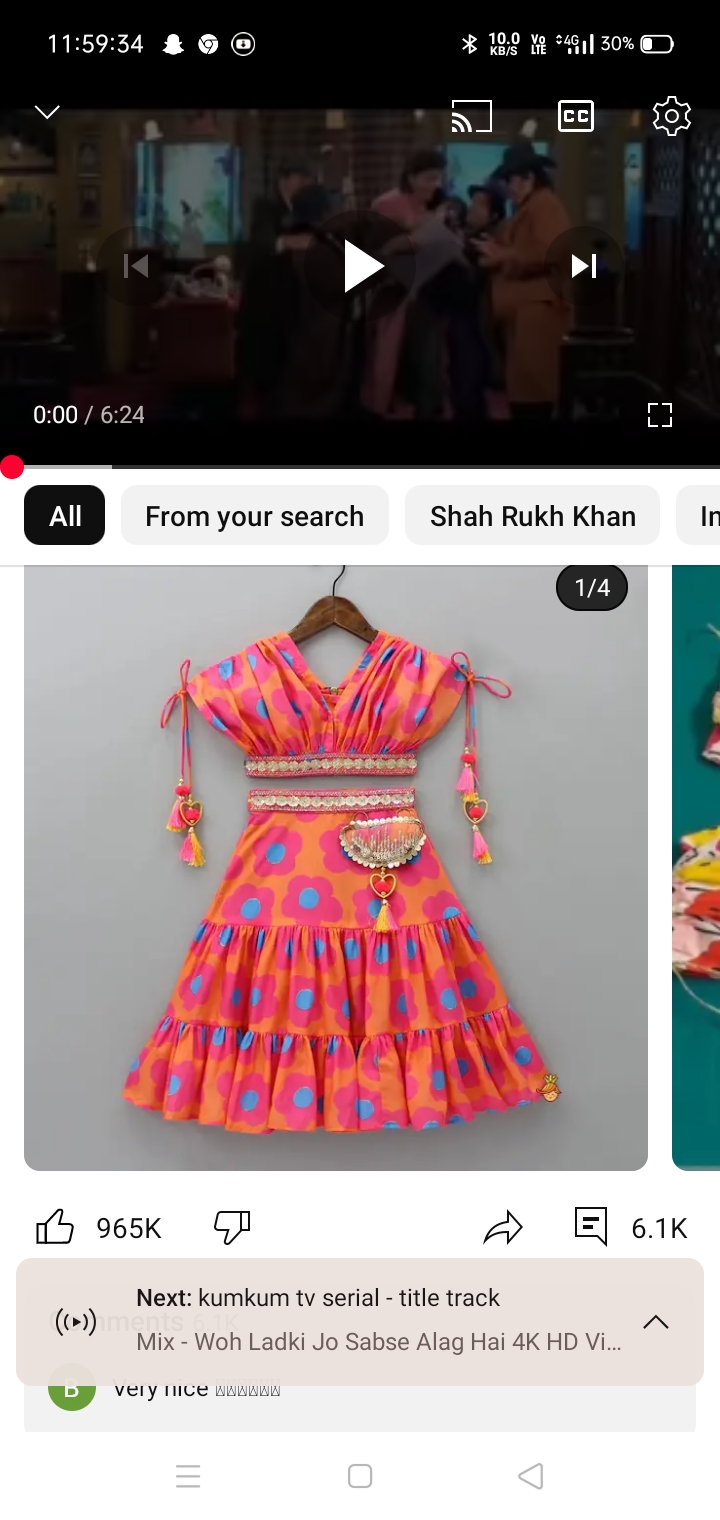 11:59:34 10.0 KB/S Vo LTE 4G 30%
CC
0:00 / 6:24
All From your search Shah Rukh Khan In
1/4
965K 6.1K
Next: kumkum tv serial - title track
Comments 6.1K
Mix - Woh Ladki Jo Sabse Alag Hai 4K HD Vi...
B Very nice